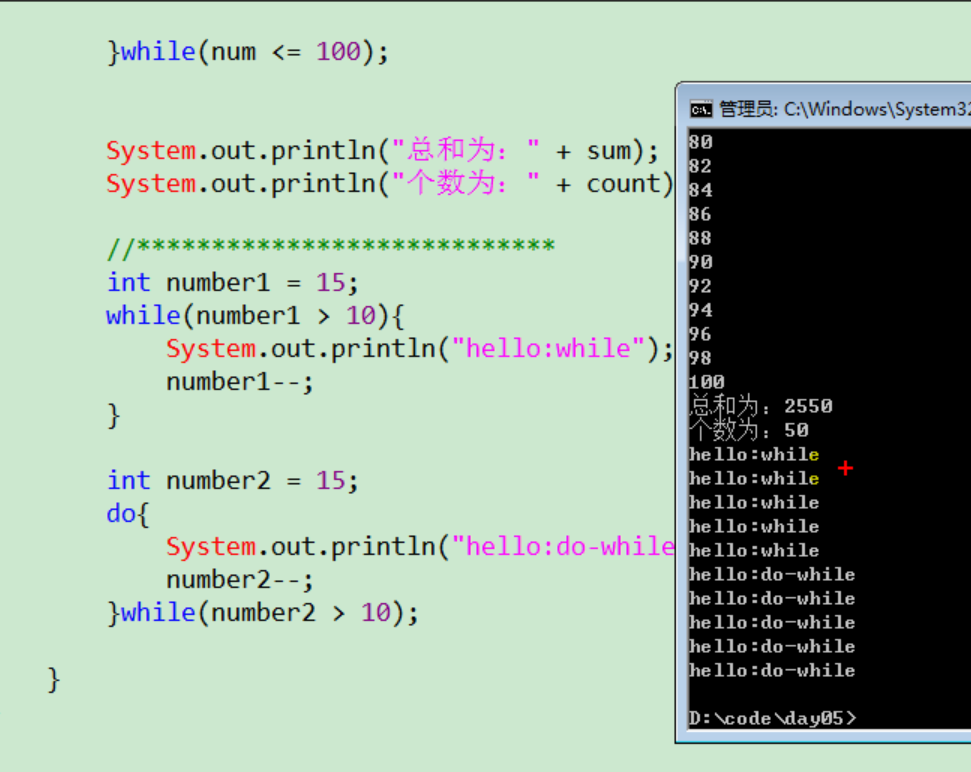 }while(num <= 100);
System.out.println("总和为：" + sum);
System.out.println("个数为：" + count)
//****************************
int number1 = 15;
while(number1 > 10){
System.out.println("hello:while");
number1--;
}
int number2 = 15;
do{
System.out.println("hello:do-while
number2--;
}while(number2 > 10);
}
管理员: C:\Windows\System32
80
82
84
86
88
90
92
94
96
98
100
总和为：2550
个数为：50
hello:while
hello:while
hello:while
hello:while
hello:while
hello:do-while
hello:do-while
hello:do-while
hello:do-while
hello:do-while
D:\code\day05>